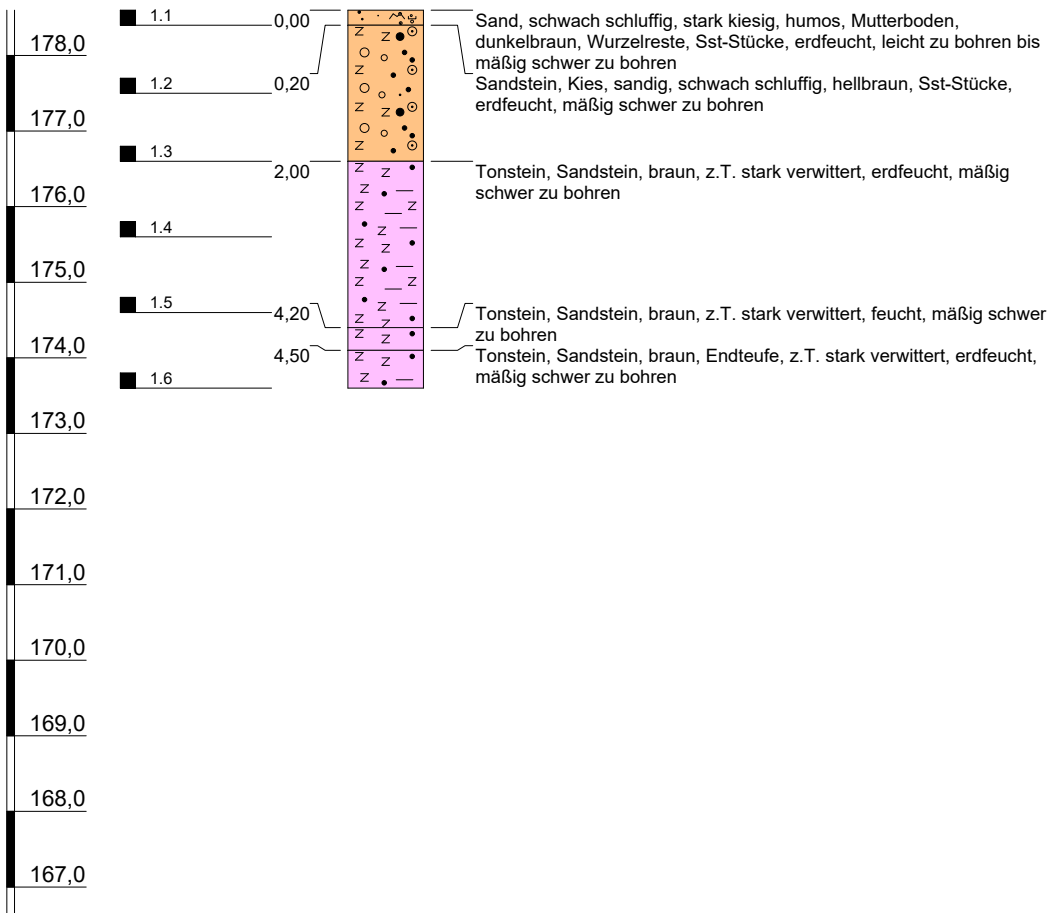 1.1
0,00
Sand, schwach schluffig, stark kiesig, humos, Mutterboden,
dunkelbraun, Wurzelreste, Sst-Stücke, erdfeucht, leicht zu bohren bis
mäßig schwer zu bohren
178,0
1.2
0,20
Sandstein, Kies, sandig, schwach schluffig, hellbraun, Sst-Stücke,
erdfeucht, mäßig schwer zu bohren
177,0
1.3
2,00
Tonstein, Sandstein, braun, z.T. stark verwittert, erdfeucht, mäßig
schwer zu bohren
176,0
1.4
175,0
1.5
4,20
Tonstein, Sandstein, braun, z.T. stark verwittert, feucht, mäßig schwer
zu bohren
174,0
4,50
Tonstein, Sandstein, braun, Endteufe, z.T. stark verwittert, erdfeucht,
mäßig schwer zu bohren
1.6
173,0
172,0
171,0
170,0
169,0
168,0
167,0